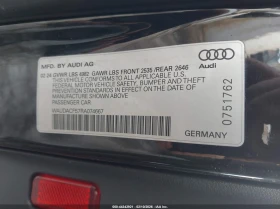 MFD. BY AUDI AG
GVWR LBS GAWR LBS FRONT 2535 /REAR 2646
THIS VEHICLE CONFORMS TO ALL APPLICABLE U.S.
FEDERAL MOTOR VEHICLE SAFETY, BUMPER AND THEFT
PREVENTION STANDARDS IN EFFECT ON THE DATE OF
MANUFACTURE SHOWN ABOVE.
PASSENGER CAR
Audi
0751762
GERMANY